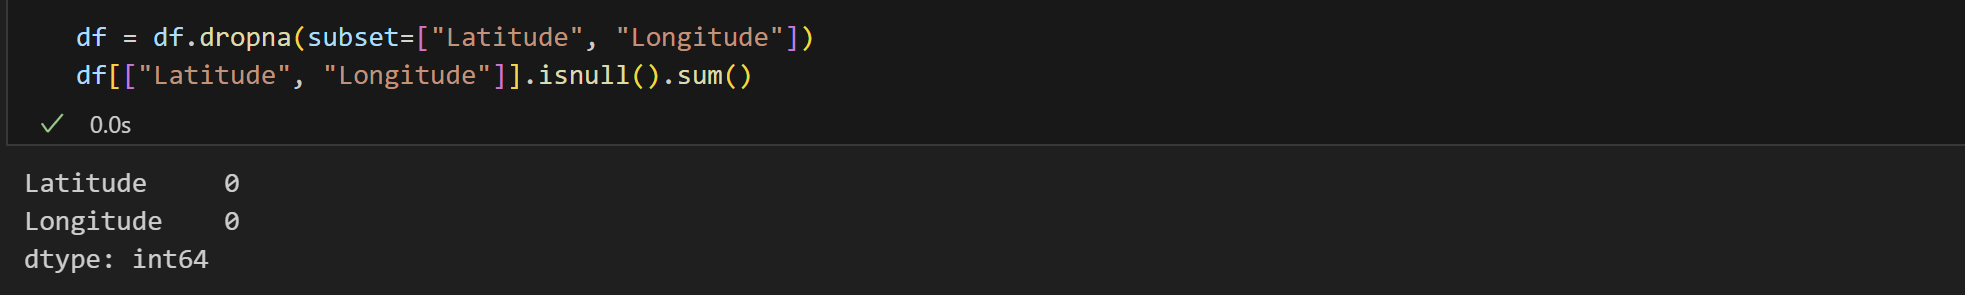 df = df.dropna(subset=["Latitude", "Longitude"])
df[["Latitude", "Longitude"]].isnull().sum()
✓ 0.0s
Latitude     0
Longitude    0
dtype: int64